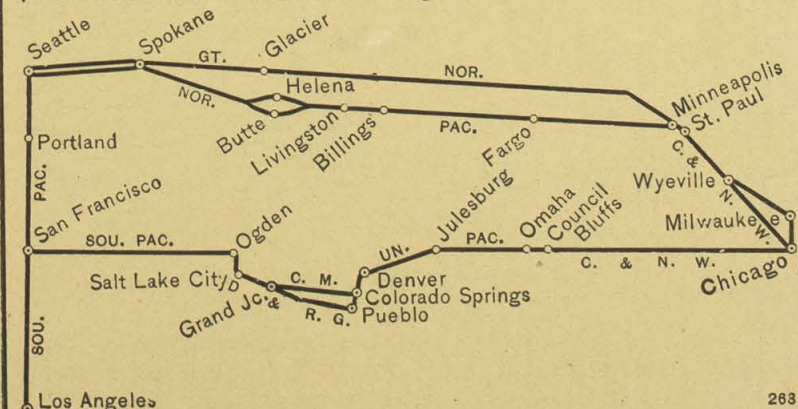 Seattle
Spokane
GT.
Glacier
NOR.
Helena
NOR.
Butte
Livingston
Billings
PAC.
Fargo
Minneapolis
St. Paul
C. &
N.
W.
Wyeville
Milwaukee
Portland
PAC.
San Francisco
SOU. PAC.
Ogden
Salt Lake City
D.
Grand Jc.
&
C. M.
R. G.
Denver
Colorado Springs
Pueblo
UN.
Julesburg
PAC.
Omaha
Council
Bluffs
C. & N. W.
Chicago
SOU.
Los Angeles
263